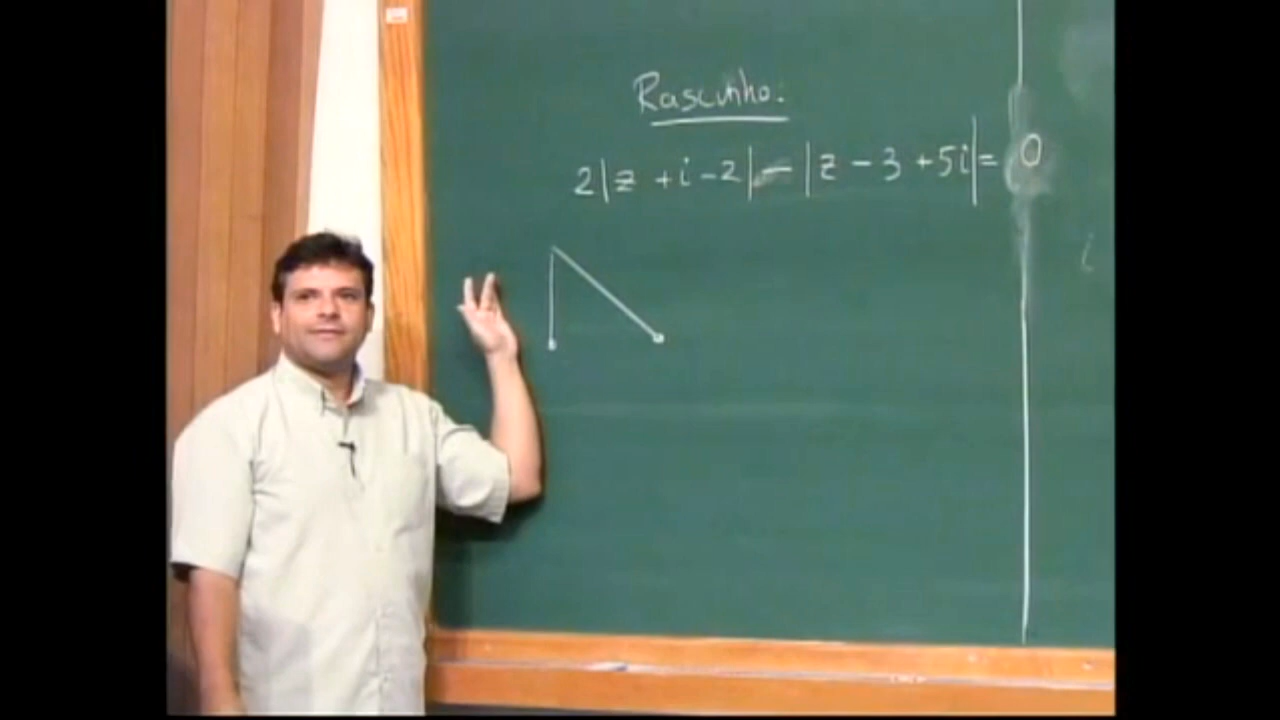 Rascunho:
2|z + i - 2| - |z - 3 + 5i| = 0
i